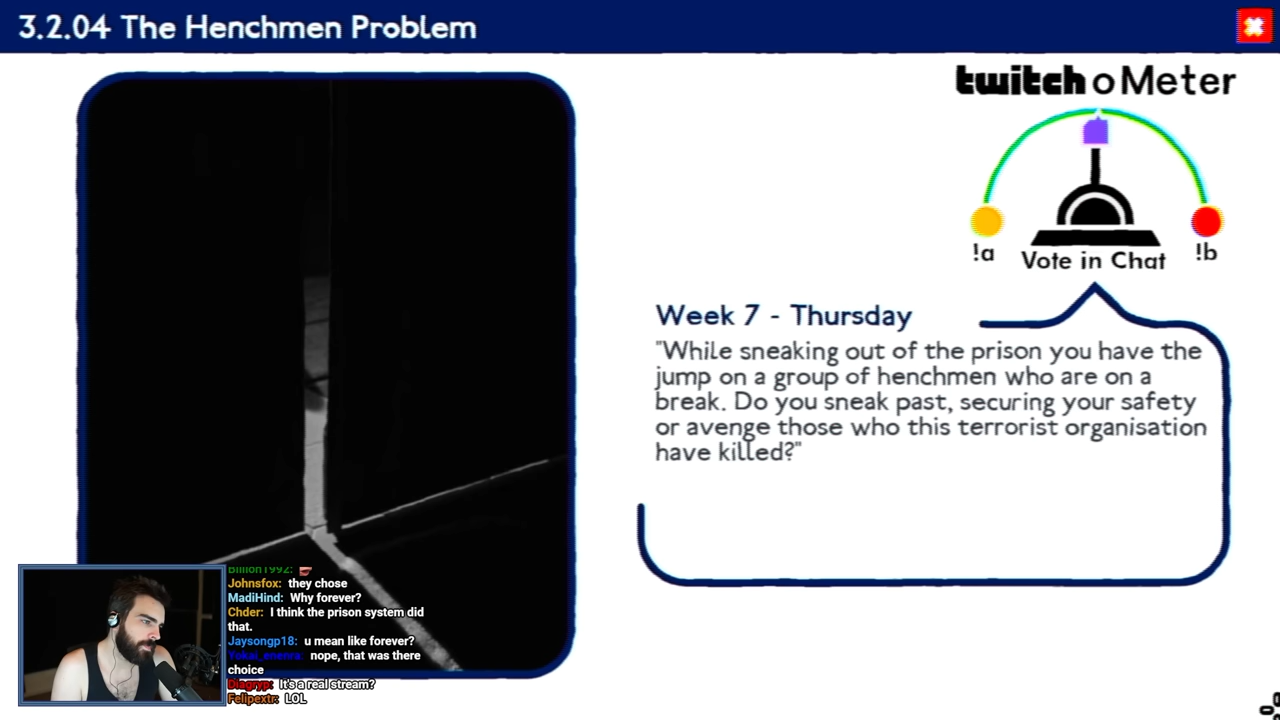 3.2.04 The Henchmen Problem
twitch o Meter
!a
Vote in Chat
!b
Week 7 - Thursday
"While sneaking out of the prison you have the
jump on a group of henchmen who are on a
break. Do you sneak past, securing your safety
or avenge those who this terrorist organisation
have killed?"
Billion1992:
Johnsfox: they chose
MadiHind: Why forever?
Chder: I think the prison system did
that.
Jaysongp18: u mean like forever?
Yokai_enenra: nope, that was there
choice
Diagryp: It's a real stream?
Felipextr: LOL